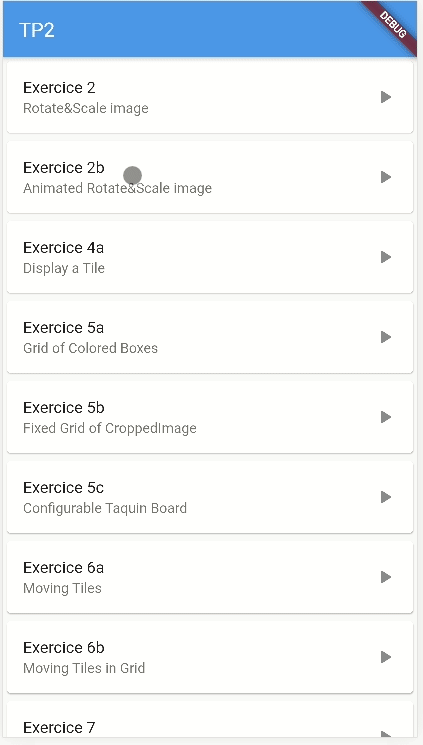 TP2
DEBUG
Exercice 2
Rotate&Scale image
Exercice 2b
Animated Rotate&Scale image
Exercice 4a
Display a Tile
Exercice 5a
Grid of Colored Boxes
Exercice 5b
Fixed Grid of CroppedImage
Exercice 5c
Configurable Taquin Board
Exercice 6a
Moving Tiles
Exercice 6b
Moving Tiles in Grid
Exercice 7